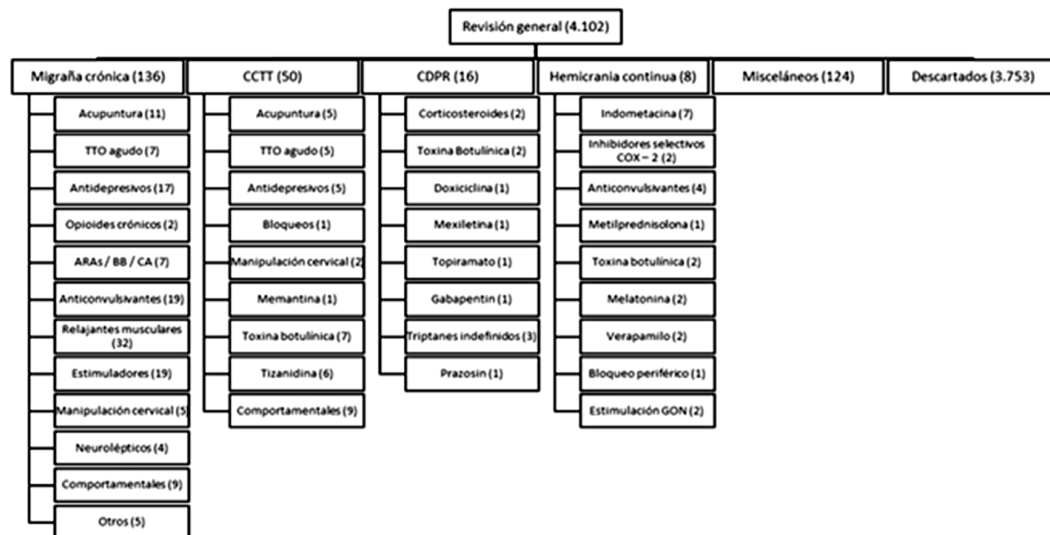 Revisión general (4.102)
Migraña crónica (136)
CCTT (50)
CDPR (16)
Hemicrania continua (8)
Misceláneos (124)
Descartados (3.753)
Acupuntura (11)
TTO agudo (7)
Antidepresivos (17)
Opioides crónicos (2)
ARAs / BB / CA (7)
Anticonvulsivantes (19)
Relajantes musculares
(32)
Estimuladores (19)
Manipulación cervical (5)
Neurolépticos (4)
Comportamentales (9)
Otros (5)
Acupuntura (5)
TTO agudo (5)
Antidepresivos (5)
Bloqueos (1)
Manipulación cervical (2)
Memantina (1)
Toxina botulínica (7)
Tizanidina (6)
Comportamentales (9)
Corticosteroides (2)
Toxina Botulínica (2)
Doxiciclina (1)
Mexiletina (1)
Topiramato (1)
Gabapentin (1)
Triptanes indefinidos (3)
Prazosin (1)
Indometacina (7)
Inhibidores selectivos
COX – 2 (2)
Anticonvulsivantes (4)
Metilprednisolona (1)
Toxina botulínica (2)
Melatonina (2)
Verapamilo (2)
Bloqueo periférico (1)
Estimulación GON (2)